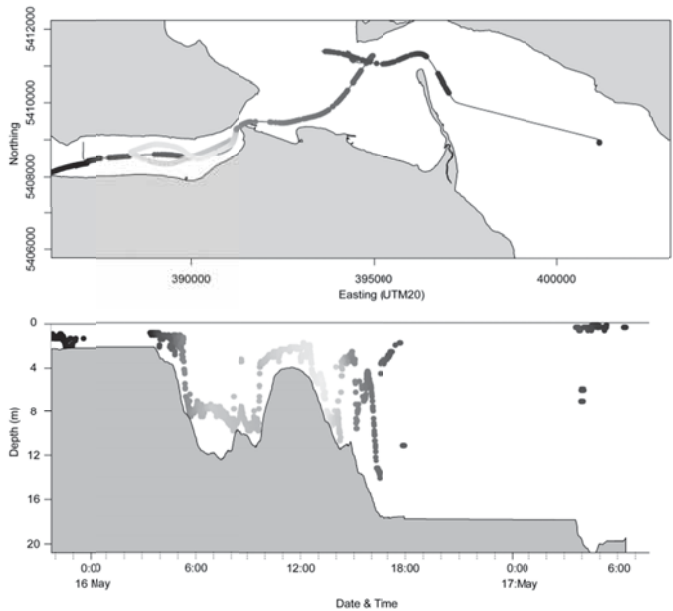 5412000
5410000
5408000
5406000
Northing
390000 395000 400000
Easting (UTM20)
0
4
8
12
16
20
Depth (m)
0:00 6:00 12:00 18:00 0:00 6:00
16 Nay 17:May
Date & Time